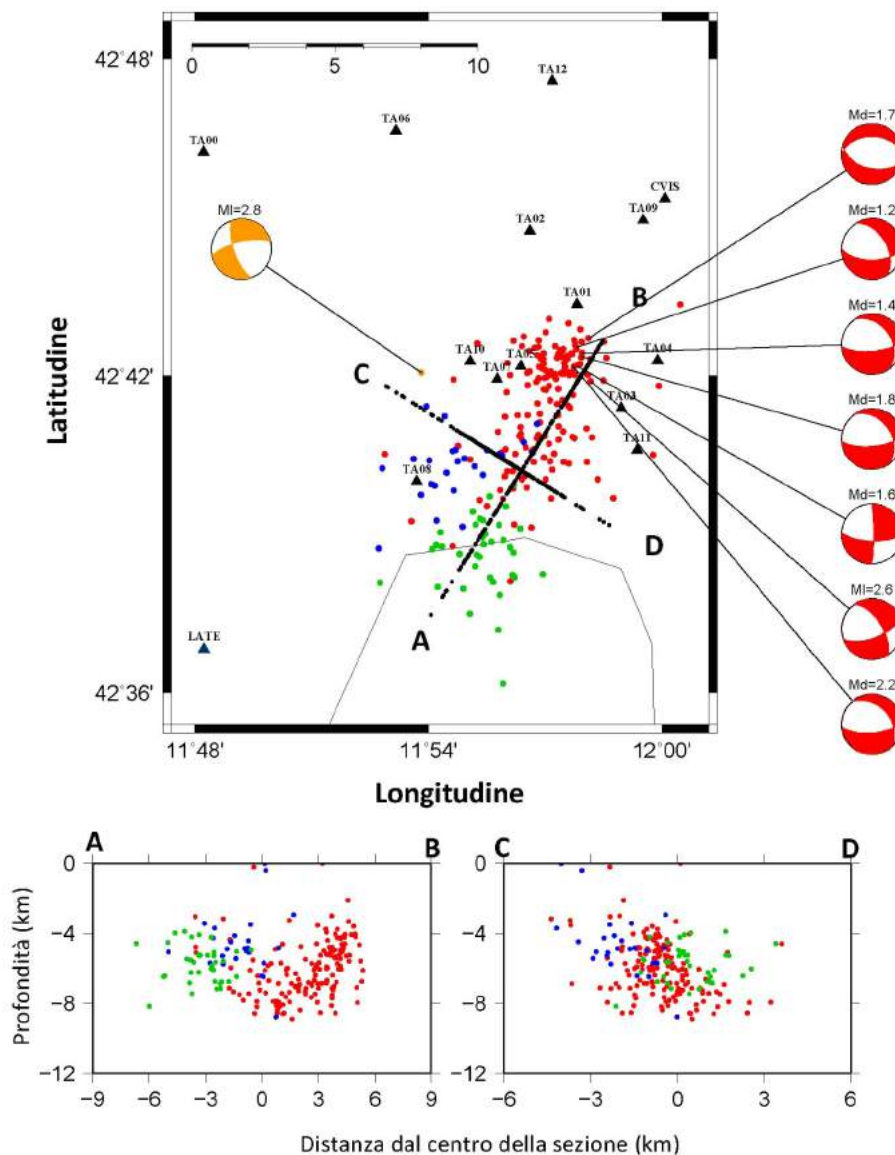 42°48'
0 5 10
TA12
TA06
TA00
Md=1.7
CVIS
TA09
Ml=2.8
TA02
Md=1.2
TA01
B
Md=1.4
TA10
TA05
TA04
TA07
42°42'
C
TA03
Md=1.8
TA11
TA08
Md=1.6
D
Ml=2.6
A
LATE
Md=2.2
42°36'
11°48' 11°54' 12°00'
Latitudine
Longitudine
A B C D
0 0
−4 −4
−8 −8
−12 −12
−9 −6 −3 0 3 6 9 −6 −3 0 3 6
Profondità (km)
Distanza dal centro della sezione (km)